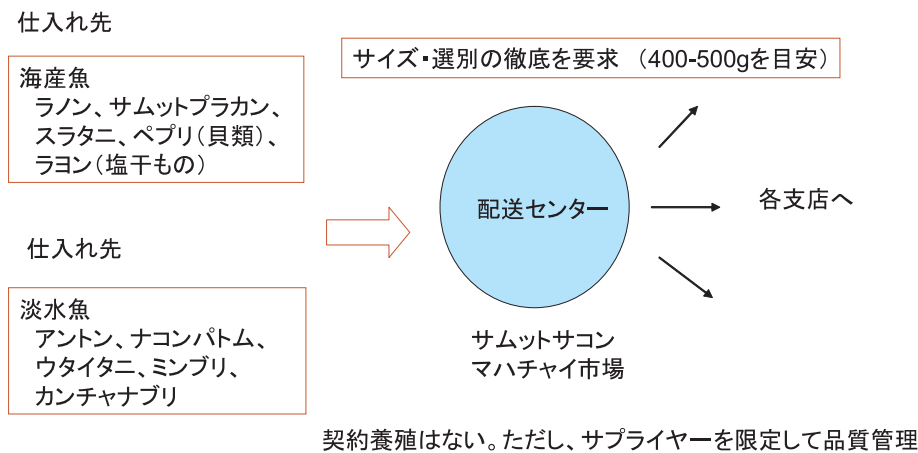 仕入れ先
海産魚
ラノン、サムットプラカン、
スラタニ、ペプリ(貝類)、
ラヨン(塩干もの)
仕入れ先
淡水魚
アントン、ナコンパトム、
ウタイタニ、ミンブリ、
カンチャナブリ
サイズ・選別の徹底を要求 (400-500gを目安)
配送センター
各支店へ
サムットサコン
マハチャイ市場
契約養殖はない。ただし、サプライヤーを限定して品質管理